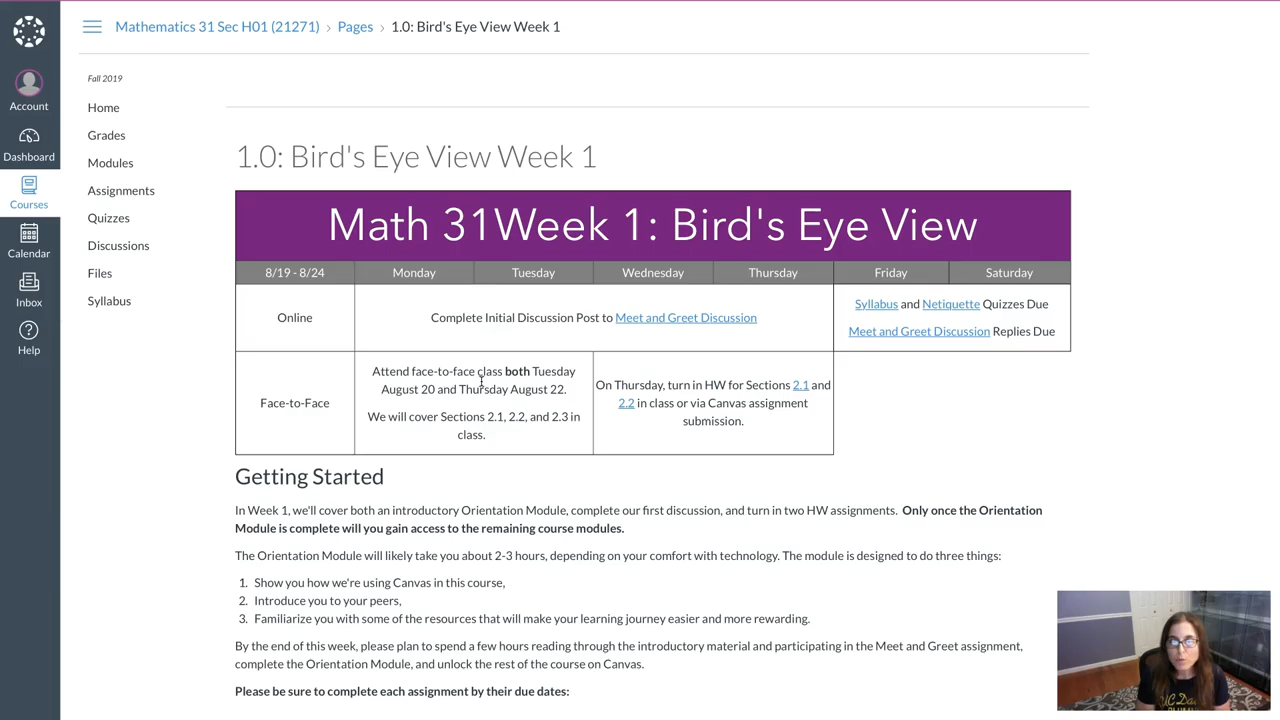 Mathematics 31 Sec H01 (21271) › Pages › 1.0: Bird's Eye View Week 1
Account
Dashboard
Courses
Calendar
Inbox
Help
Fall 2019
Home
Grades
Modules
Assignments
Quizzes
Discussions
Files
Syllabus
1.0: Bird's Eye View Week 1
Math 31Week 1: Bird's Eye View
8/19 - 8/24 Monday Tuesday Wednesday Thursday Friday Saturday
Online
Complete Initial Discussion Post to Meet and Greet Discussion
Syllabus and Netiquette Quizzes Due
Meet and Greet Discussion Replies Due
Face-to-Face
Attend face-to-face class both Tuesday
August 20 and Thursday August 22.
We will cover Sections 2.1, 2.2, and 2.3 in
class.
On Thursday, turn in HW for Sections 2.1 and
2.2 in class or via Canvas assignment
submission.
Getting Started
In Week 1, we'll cover both an introductory Orientation Module, complete our first discussion, and turn in two HW assignments. Only once the Orientation
Module is complete will you gain access to the remaining course modules.
The Orientation Module will likely take you about 2-3 hours, depending on your comfort with technology. The module is designed to do three things:
1. Show you how we're using Canvas in this course,
2. Introduce you to your peers,
3. Familiarize you with some of the resources that will make your learning journey easier and more rewarding.
By the end of this week, please plan to spend a few hours reading through the introductory material and participating in the Meet and Greet assignment,
complete the Orientation Module, and unlock the rest of the course on Canvas.
Please be sure to complete each assignment by their due dates: